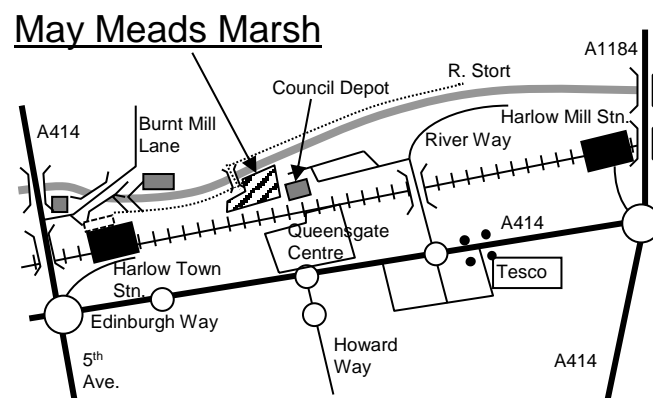 May Meads Marsh
A1184
R. Stort
Council Depot
Harlow Mill Stn.
A414
Burnt Mill
Lane
River Way
A414
Queensgate
Centre
Harlow Town
Stn.
Tesco
Edinburgh Way
Howard
Way
5th
Ave.
A414